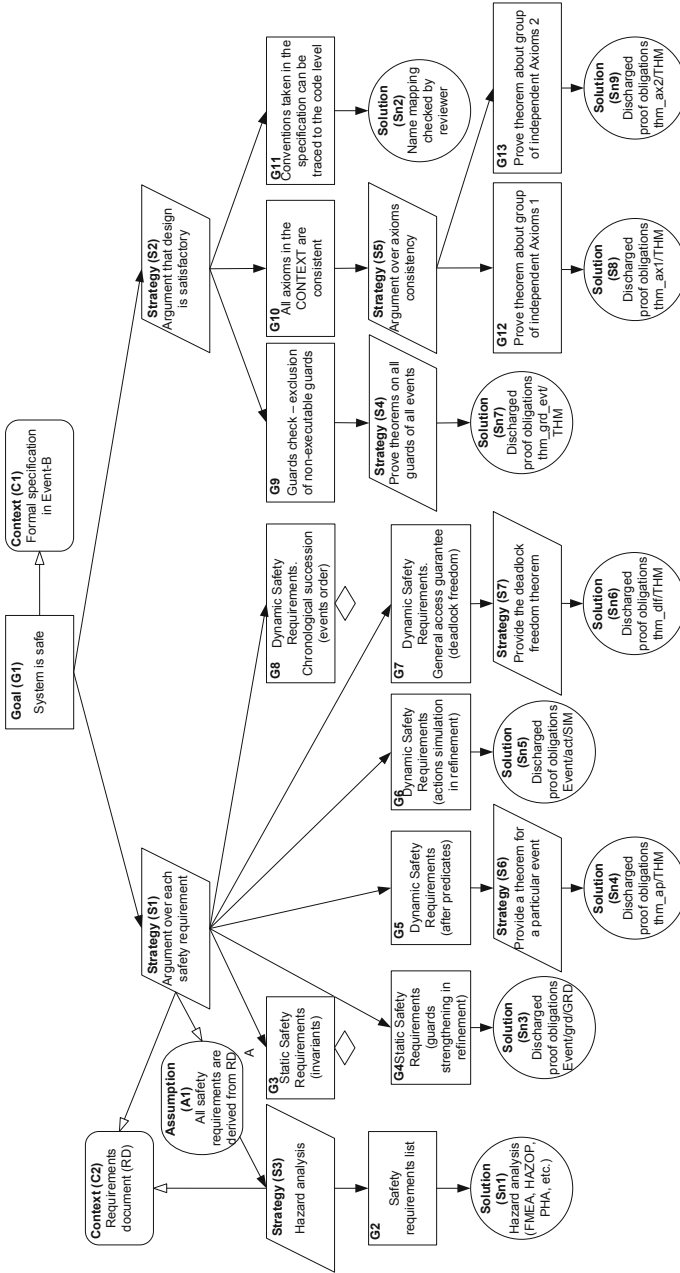 Goal (G1)
System is safe
Context (C1)
Formal specification
in Event-B
Context (C2)
Requirements
document (RD)
Strategy (S1)
Argument over each
safety requirement
Strategy (S2)
Argument that design
is satisfactory
Assumption
(A1)
All safety
requirements are
derived from RD
A
Strategy (S3)
Hazard analysis
G3
Static Safety
Requirements
(invariants)
G8
Dynamic Safety
Requirements.
Chronological succession
(events order)
G9
Guards check – exclusion
of non-executable guards
G10
All axioms in the
CONTEXT are
consistent
G11
Conventions taken in the
specification can be
traced to the code level
G2
Safety
requirements list
G4
Static Safety
Requirements
(guards
strengthening in
refinement)
G5
Dynamic Safety
Requirements
(after predicates)
G6
Dynamic Safety
Requirements
(actions simulation
in refinement)
G7
Dynamic Safety
Requirements.
General access guarantee
(deadlock freedom)
Strategy (S4)
Prove theorems on all
guards of all events
Strategy (S5)
Argument over axioms
consistency
Solution
(Sn2)
Name mapping
checked by
reviewer
Solution
(Sn1)
Hazard analysis
(FMEA, HAZOP,
PHA, etc.)
Solution
(Sn3)
Discharged
proof obligations
Event/grd/GRD
Strategy (S6)
Provide a theorem for
a particular event
Solution
(Sn5)
Discharged
proof obligations
Event/act/SIM
Strategy (S7)
Provide the deadlock
freedom theorem
Solution
(Sn7)
Discharged
proof obligations
thm_grd_evt/
THM
G12
Prove theorem about group
of independent Axioms 1
G13
Prove theorem about group
of independent Axioms 2
Solution
(Sn4)
Discharged
proof obligations
thm_ap/THM
Solution
(Sn6)
Discharged
proof obligations
thm_dlf/THM
Solution
(S8)
Discharged
proof obligations
thm_ax1/THM
Solution
(Sn9)
Discharged
proof obligations
thm_ax2/THM